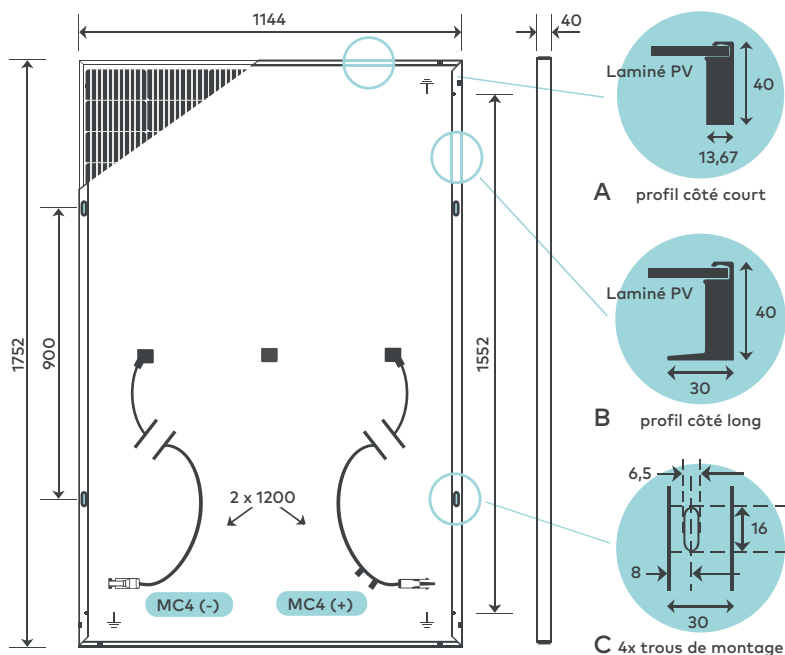 1144
40
Laminé PV
40
13,67
A profil côté court
1752
900
1552
Laminé PV
40
30
B profil côté long
2 x 1200
6,5
16
8
30
MC4 (-)
MC4 (+)
C 4x trous de montage